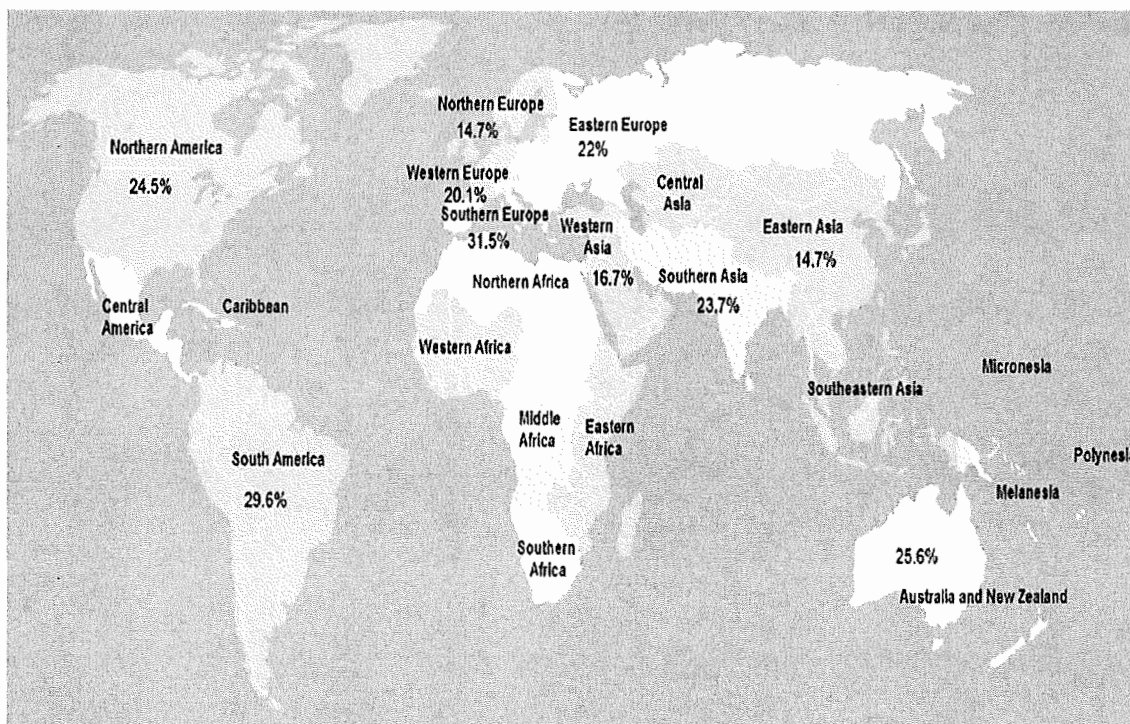 Northern Europe
14.7%
Eastern Europe
22%
Northern America
24.5%
Western Europe
20.1%
Central
Asia
Southern Europe
31.5%
Western
Asia
16.7%
Eastern Asia
14.7%
Northern Africa
Southern Asia
23.7%
Central
America
Caribbean
Western Africa
Micronesia
Southeastern Asia
Middle
Africa
Eastern
Africa
South America
29.6%
Polynesia
Melanesia
Southern
Africa
25.6%
Australia and New Zealand